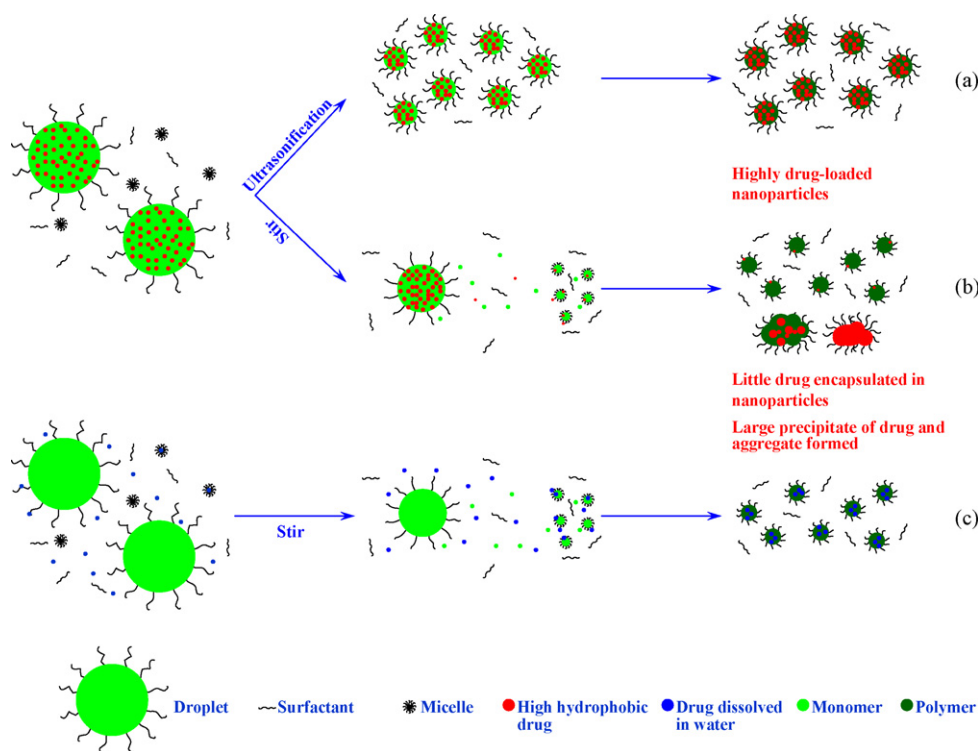 (a)
Ultrasonification
Highly drug-loaded
nanoparticles
Stir
(b)
Little drug encapsulated in
nanoparticles
Large precipitate of drug and
aggregate formed
Stir
(c)
Droplet
Surfactant
Micelle
High hydrophobic
drug
Drug dissolved
in water
Monomer
Polymer